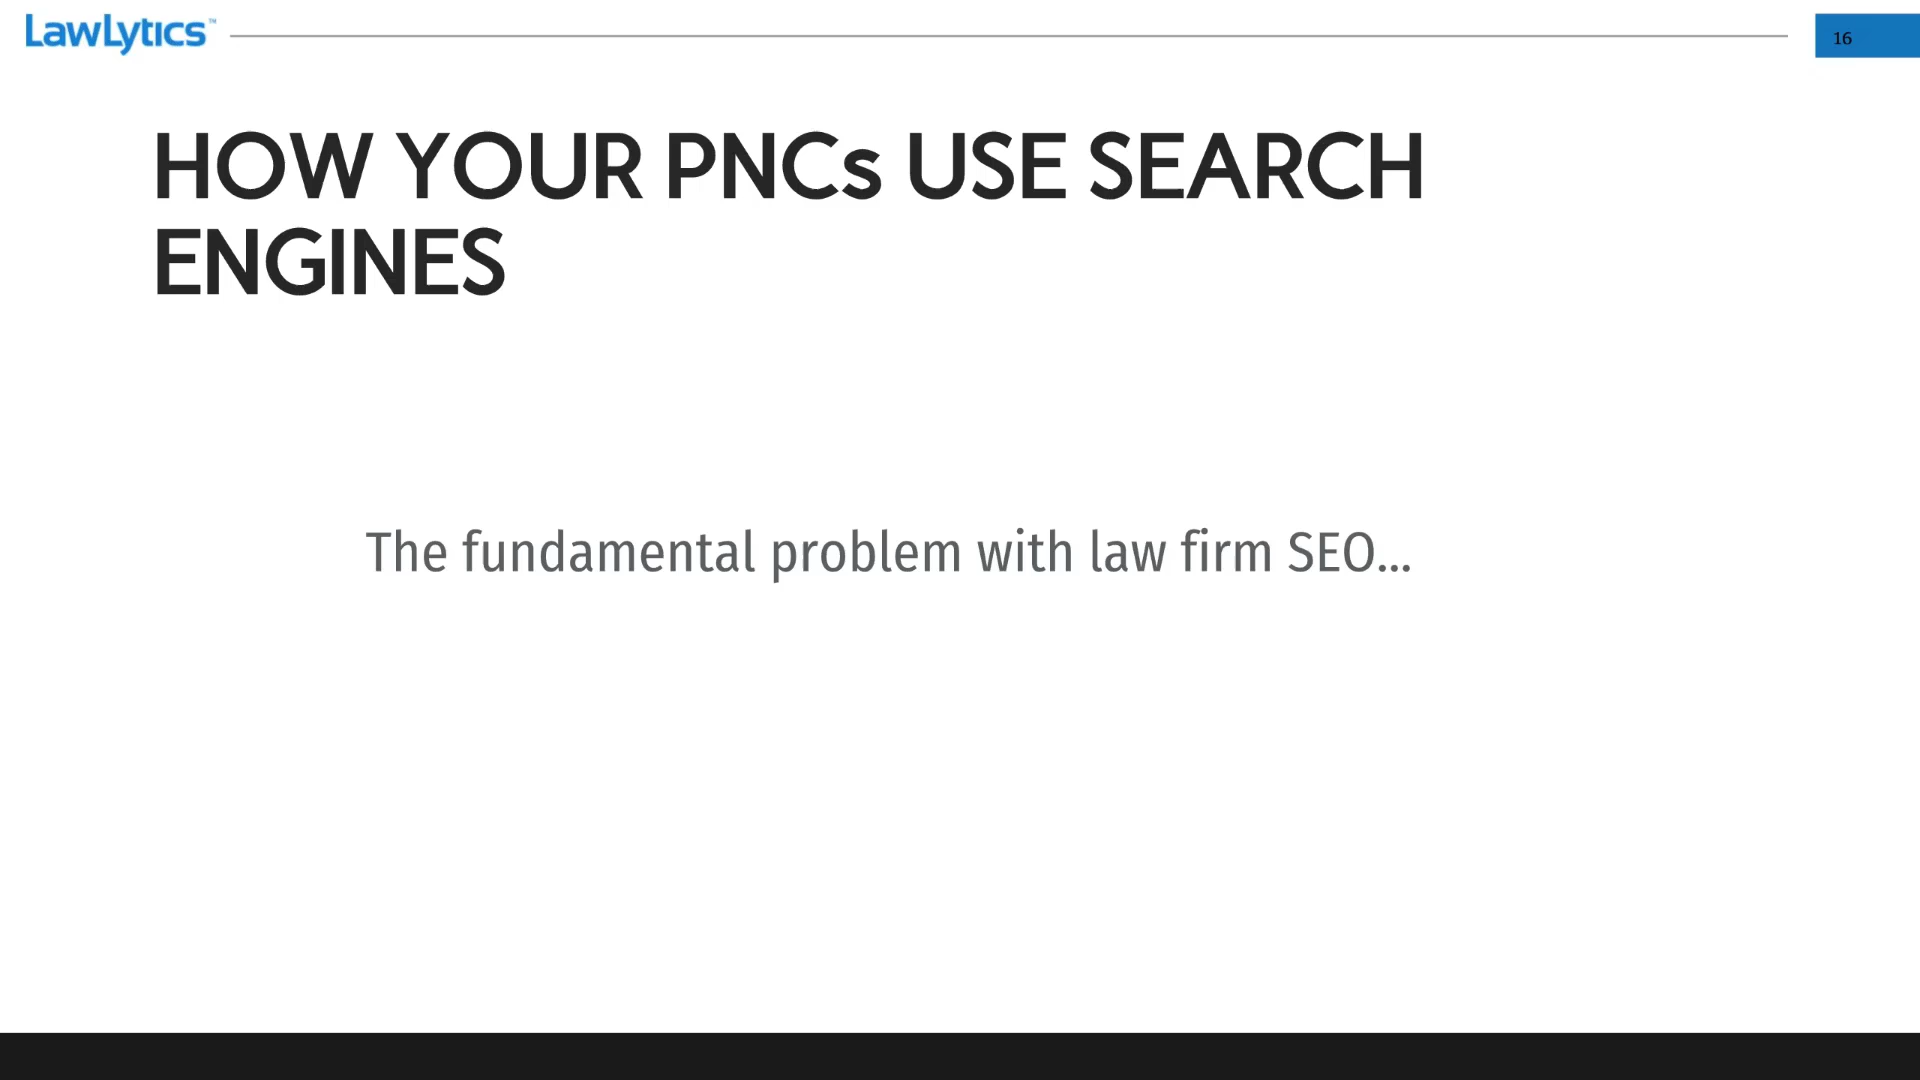 LawLytics™
16
HOW YOUR PNCs USE SEARCH
ENGINES
The fundamental problem with law firm SEO...